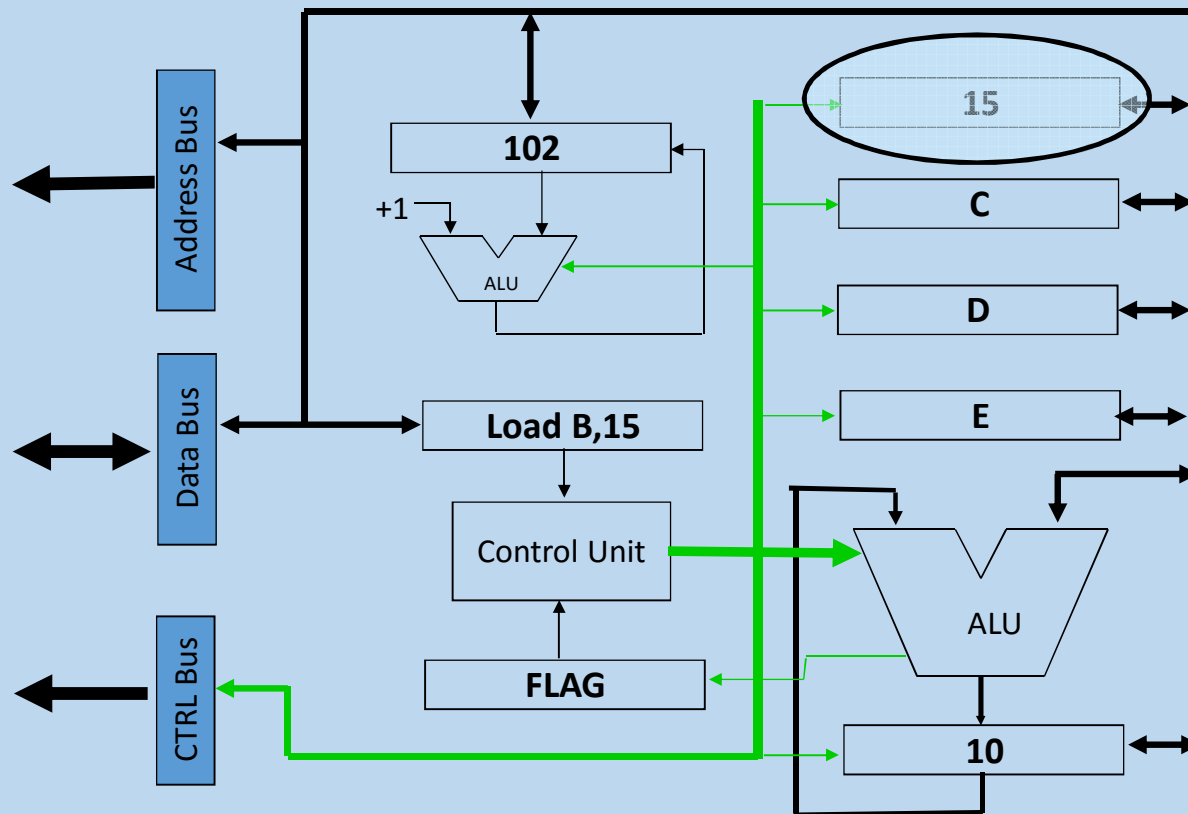 Address Bus
102
+1
ALU
15
C
D
E
Data Bus
Load B,15
Control Unit
ALU
CTRL Bus
FLAG
10